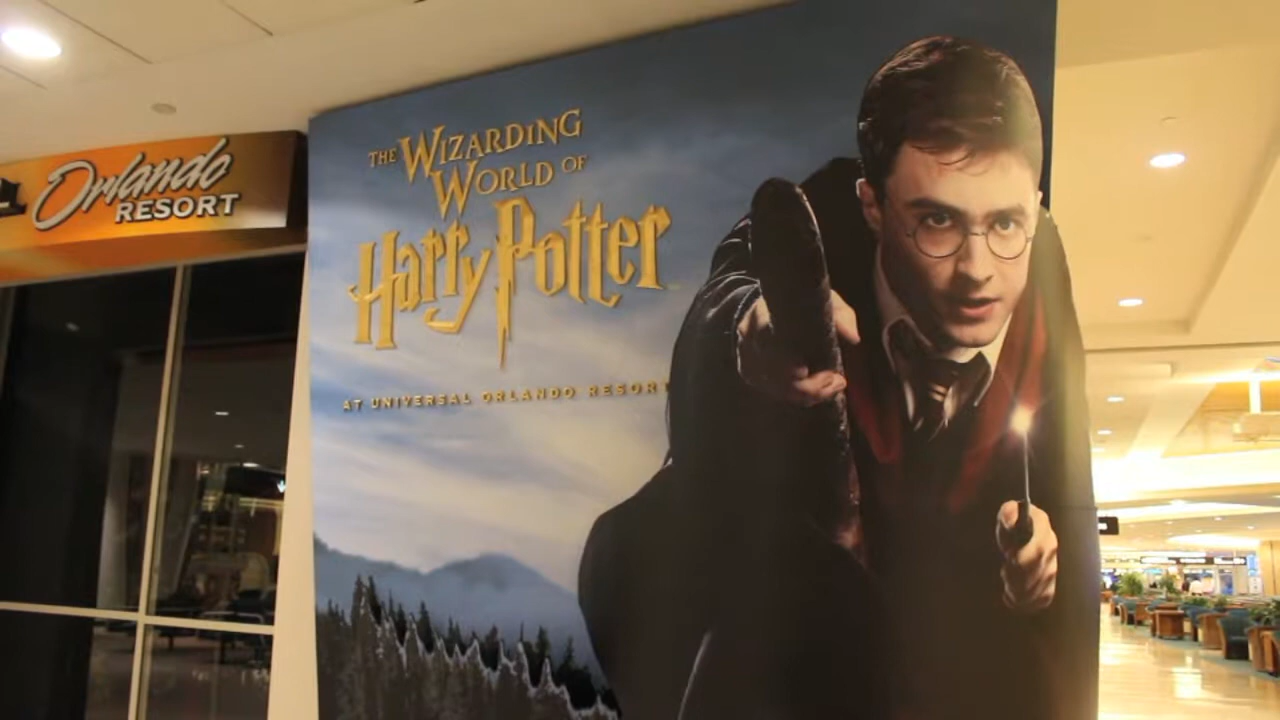 Orlando
RESORT
THE WIZARDING
WORLD OF
Harry Potter
AT UNIVERSAL ORLANDO RESORT